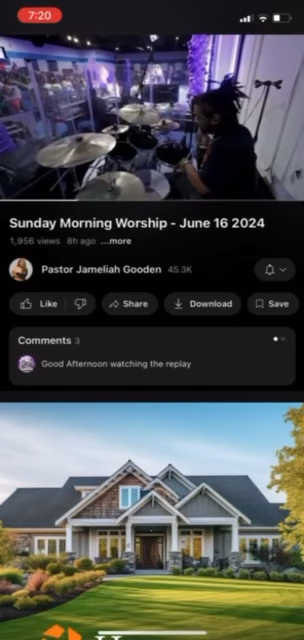 7:20
Sunday Morning Worship - June 16 2024
1,956 views 8h ago ...more
Pastor Jameliah Gooden 45.3K
Like Share Download Save
Comments 3
Good Afternoon watching the replay